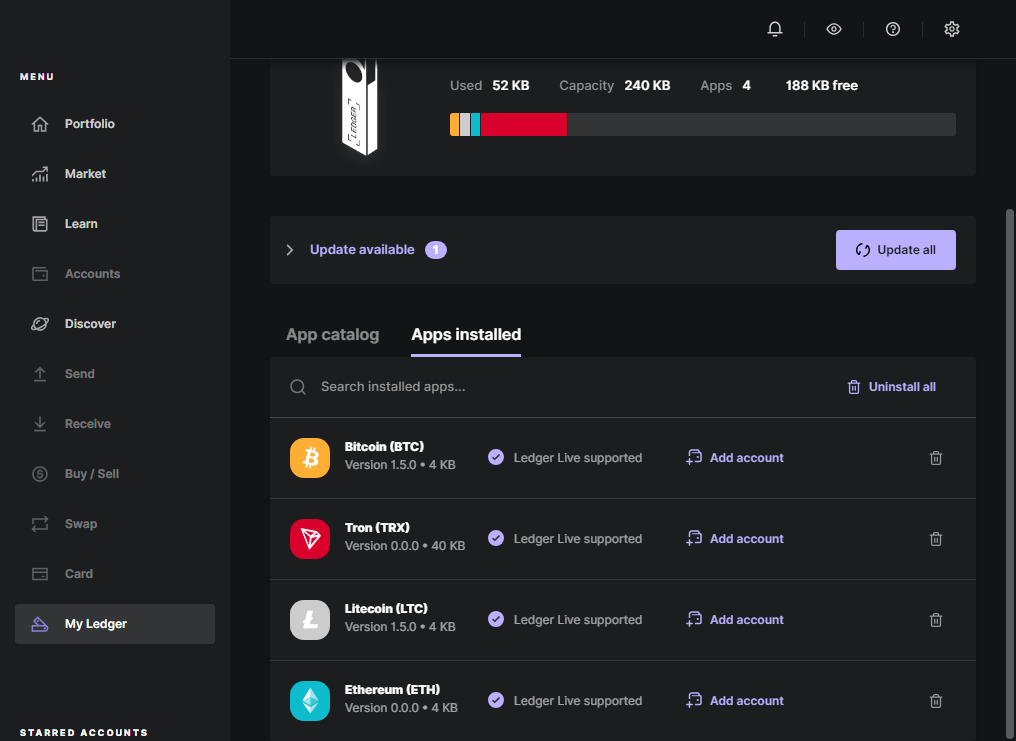 MENU
Portfolio
Market
Learn
Accounts
Discover
Send
Receive
Buy / Sell
Swap
Card
My Ledger
STARRED ACCOUNTS
LEDGER
Used 52 KB Capacity 240 KB Apps 4 188 KB free
Update available 1
Update all
App catalog Apps installed
Search installed apps... Uninstall all
Bitcoin (BTC)
Version 1.5.0 • 4 KB Ledger Live supported Add account
Tron (TRX)
Version 0.0.0 • 40 KB Ledger Live supported Add account
Litecoin (LTC)
Version 1.5.0 • 4 KB Ledger Live supported Add account
Ethereum (ETH)
Version 0.0.0 • 4 KB Ledger Live supported Add account